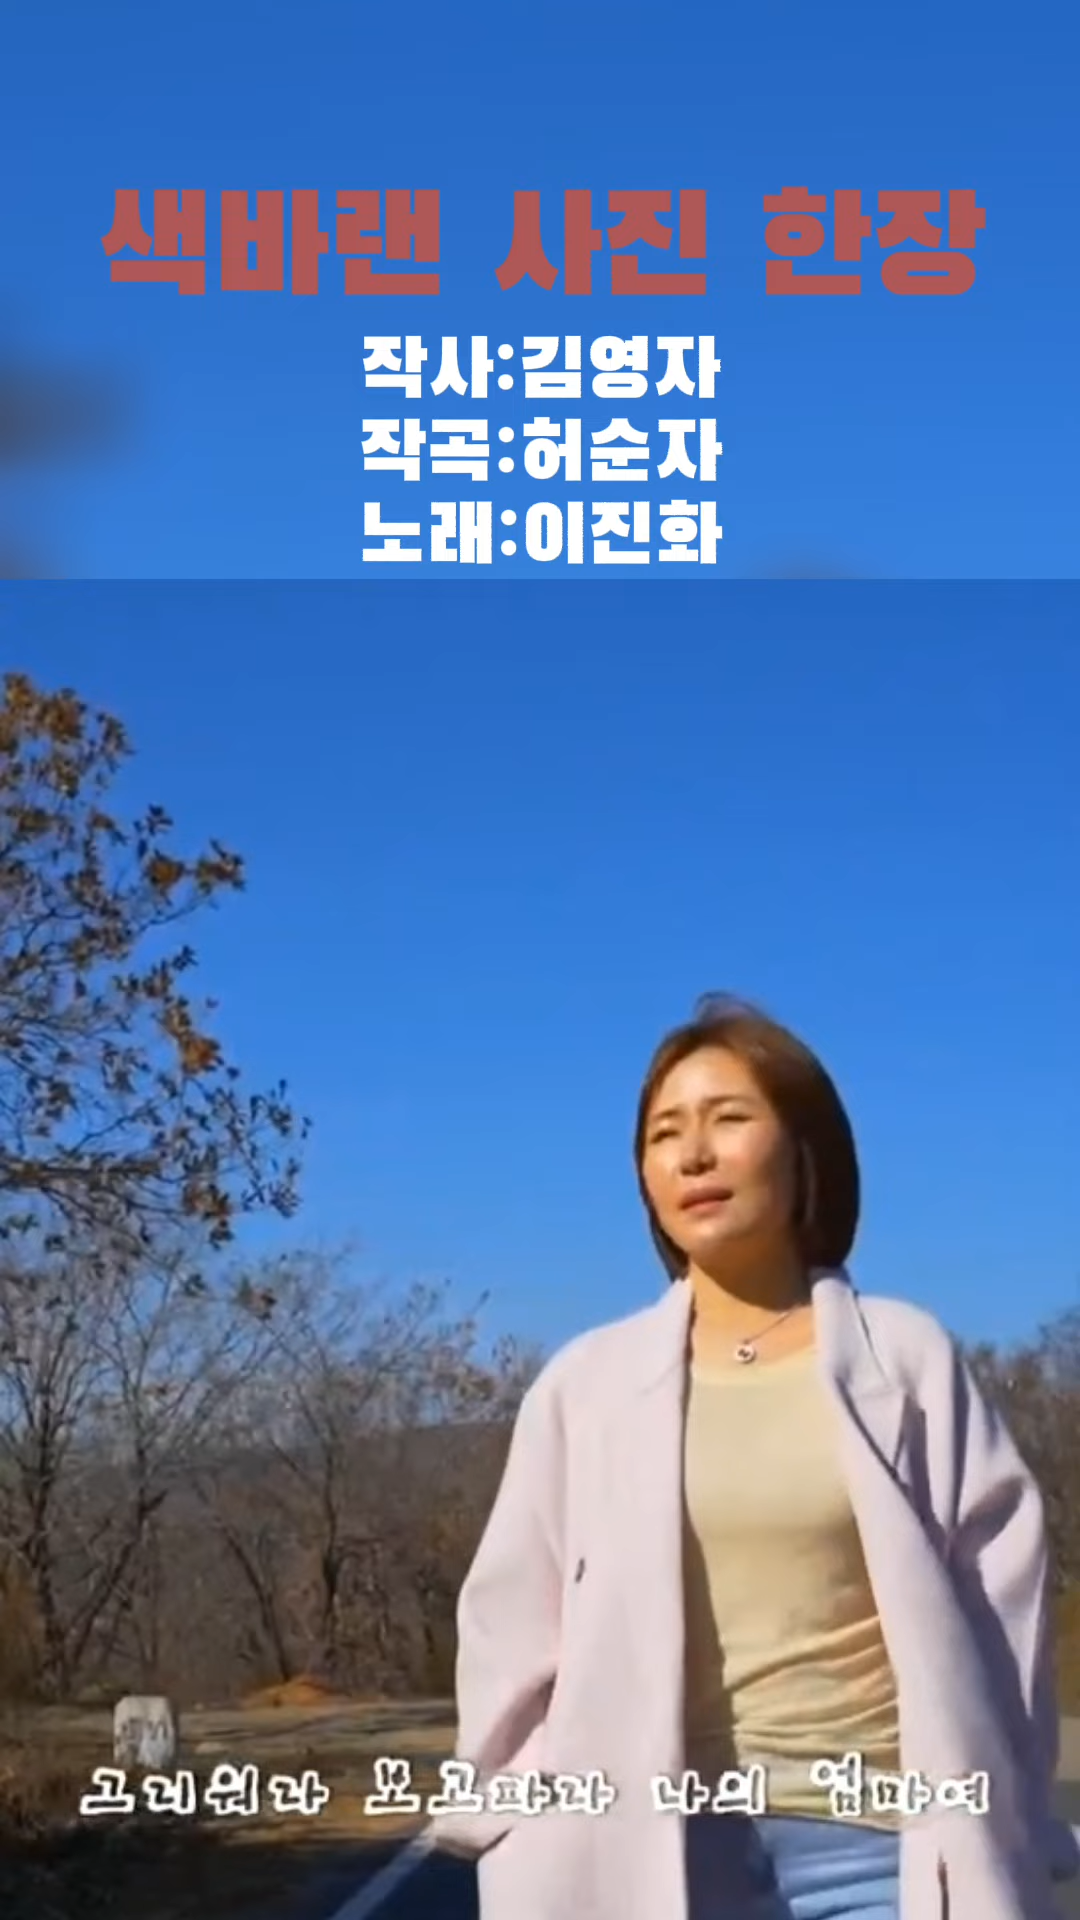 색바랜 사진 한장
작사:김영자
작곡:허순자
노래:이진화
그리워라 보고파라 나의 엄마여